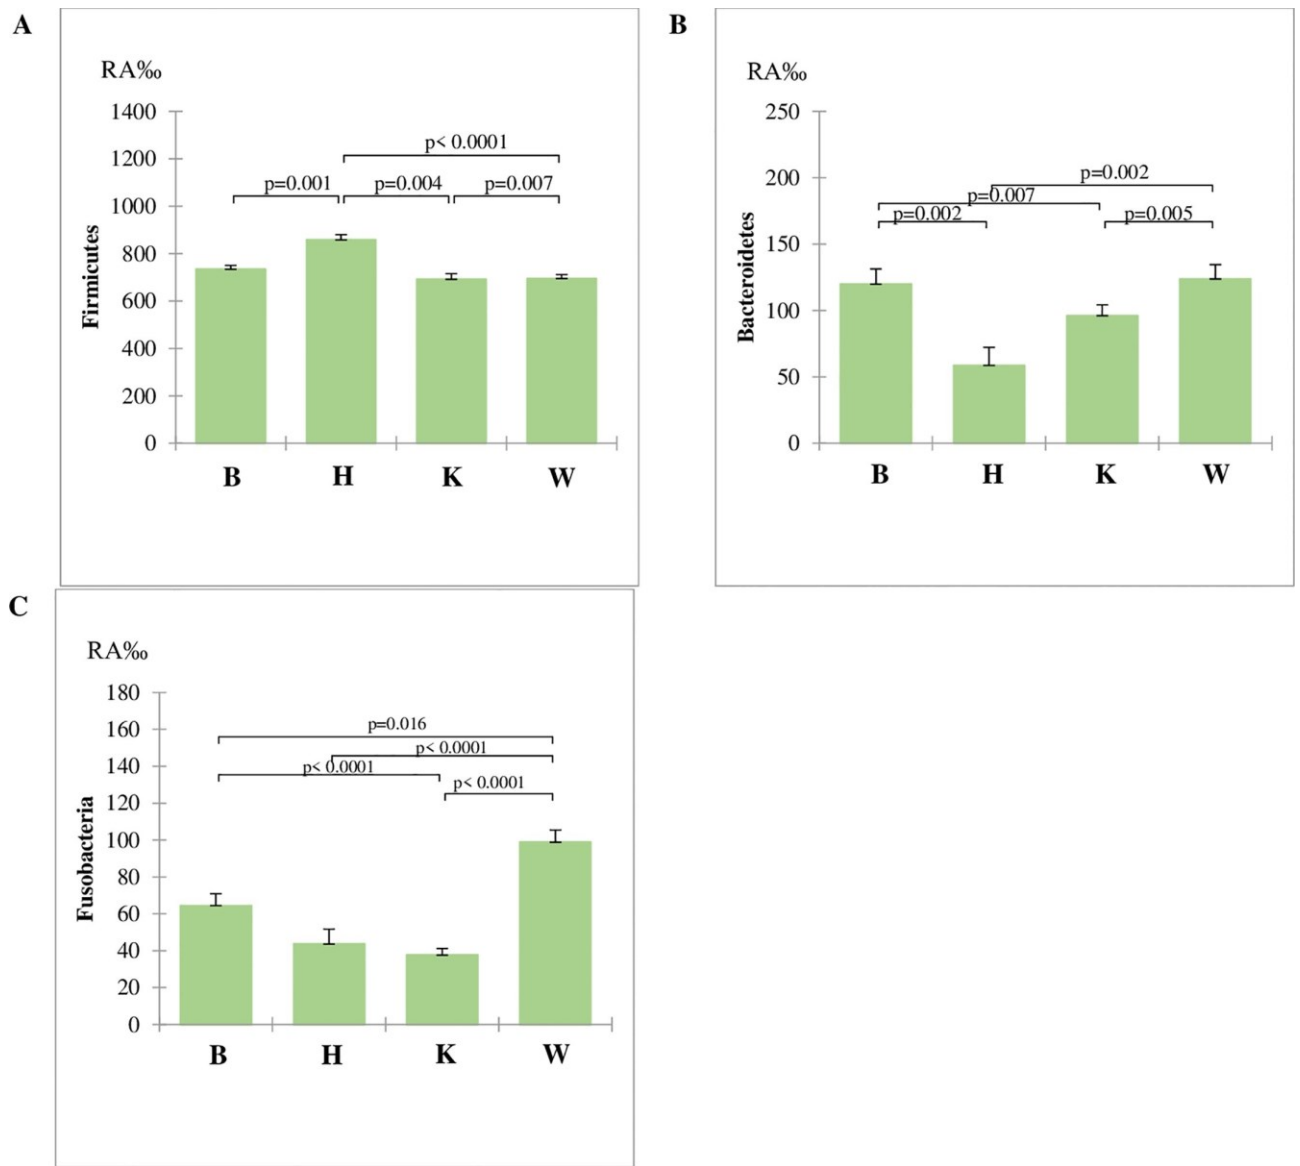 A
RA‰
1400
1200
1000
800
600
400
200
0
Firmicutes
p< 0.0001
p=0.001
p=0.004
p=0.007
B
H
K
W
B
RA‰
250
200
150
100
50
0
Bacteroidetes
p=0.002
p=0.007
p=0.002
p=0.005
B
H
K
W
C
RA‰
180
160
140
120
100
80
60
40
20
0
Fusobacteria
p=0.016
p< 0.0001
p< 0.0001
p< 0.0001
B
H
K
W